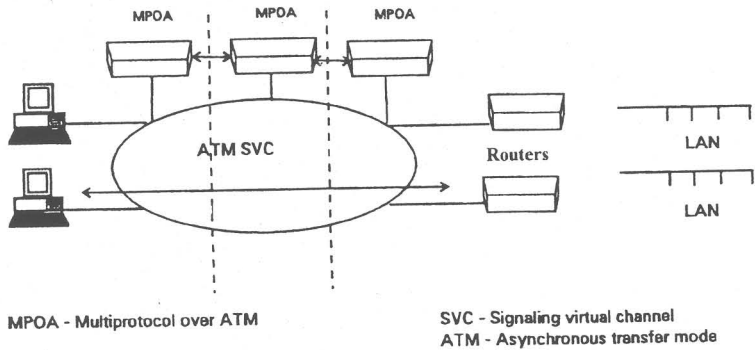 MPOA
MPOA
MPOA
ATM SVC
Routers
LAN
LAN
MPOA - Multiprotocol over ATM
SVC - Signaling virtual channel
ATM - Asynchronous transfer mode